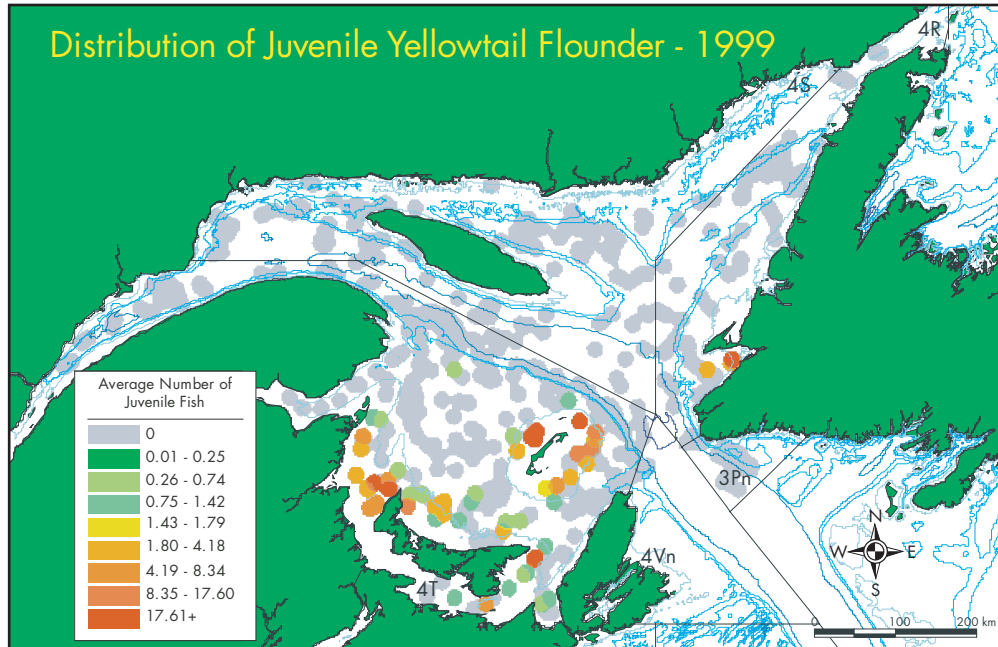 Distribution of Juvenile Yellowtail Flounder - 1999
4R
4S
3Pn
4Vn
4T
Average Number of
Juvenile Fish
0
0.01 - 0.25
0.26 - 0.74
0.75 - 1.42
1.43 - 1.79
1.80 - 4.18
4.19 - 8.34
8.35 - 17.60
17.61+
N
W E
S
0 100 200 km